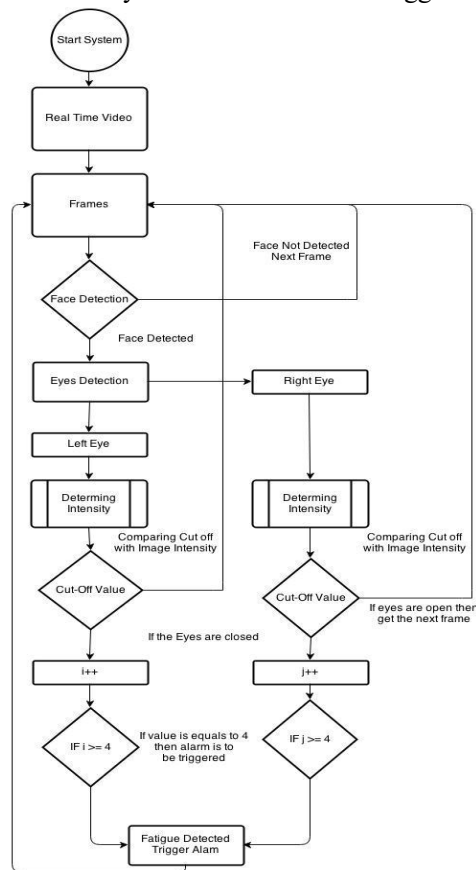 Start System
Real Time Video
Frames
Face Not Detected
Next Frame
Face Detection
Face Detected
Eyes Detection
Right Eye
Left Eye
Determing
Intensity
Determing
Intensity
Comparing Cut off
with Image Intensity
Comparing Cut off
with Image Intensity
Cut-Off Value
Cut-Off Value
If eyes are open then
get the next frame
If the Eyes are closed
i++
j++
IF i >= 4
If value is equals to 4
then alarm is to
be triggered
IF j >= 4
Fatigue Detected
Trigger Alam